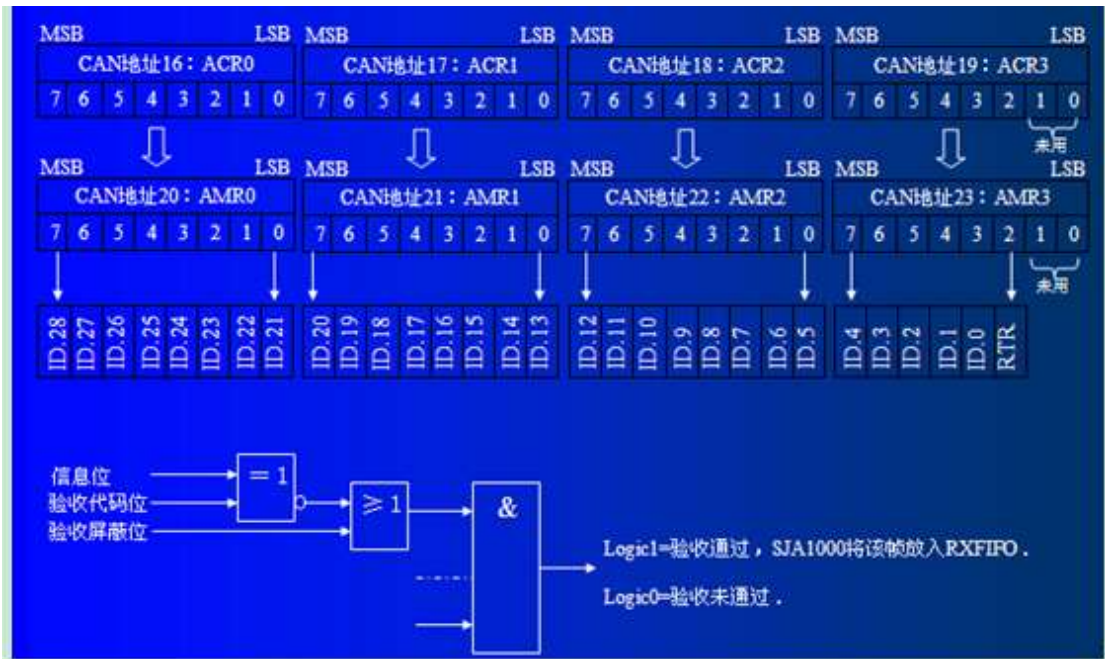 MSB LSB MSB LSB MSB LSB MSB LSB
CAN地址16：ACR0 CAN地址17：ACR1 CAN地址18：ACR2 CAN地址19：ACR3
7 6 5 4 3 2 1 0 7 6 5 4 3 2 1 0 7 6 5 4 3 2 1 0 7 6 5 4 3 2 1 0
未用
MSB LSB MSB LSB MSB LSB MSB LSB
CAN地址20：AMR0 CAN地址21：AMR1 CAN地址22：AMR2 CAN地址23：AMR3
7 6 5 4 3 2 1 0 7 6 5 4 3 2 1 0 7 6 5 4 3 2 1 0 7 6 5 4 3 2 1 0
未用
ID.28 ID.27 ID.26 ID.25 ID.24 ID.23 ID.22 ID.21 ID.20 ID.19 ID.18 ID.17 ID.16 ID.15 ID.14 ID.13 ID.12 ID.11 ID.10 ID.9 ID.8 ID.7 ID.6 ID.5 ID.4 ID.3 ID.2 ID.1 ID.0 RTR
信息位
验收代码位
验收屏蔽位
= 1
≥ 1
&
Logic1=验收通过，SJA1000将该帧放入RXFIFO．
Logic0=验收未通过．